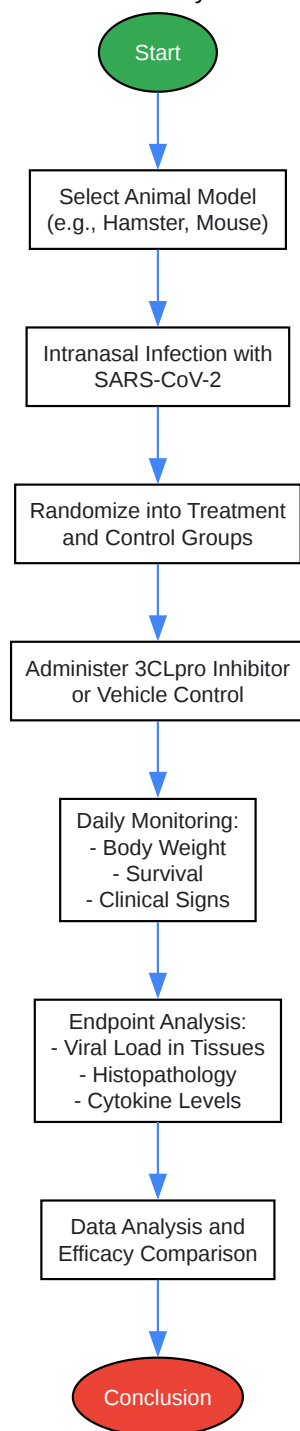 Start
Select Animal Model
(e.g., Hamster, Mouse)
Intranasal Infection with
SARS-CoV-2
Randomize into Treatment
and Control Groups
Administer 3CLpro Inhibitor
or Vehicle Control
Daily Monitoring:
- Body Weight
- Survival
- Clinical Signs
Endpoint Analysis:
- Viral Load in Tissues
- Histopathology
- Cytokine Levels
Data Analysis and
Efficacy Comparison
Conclusion